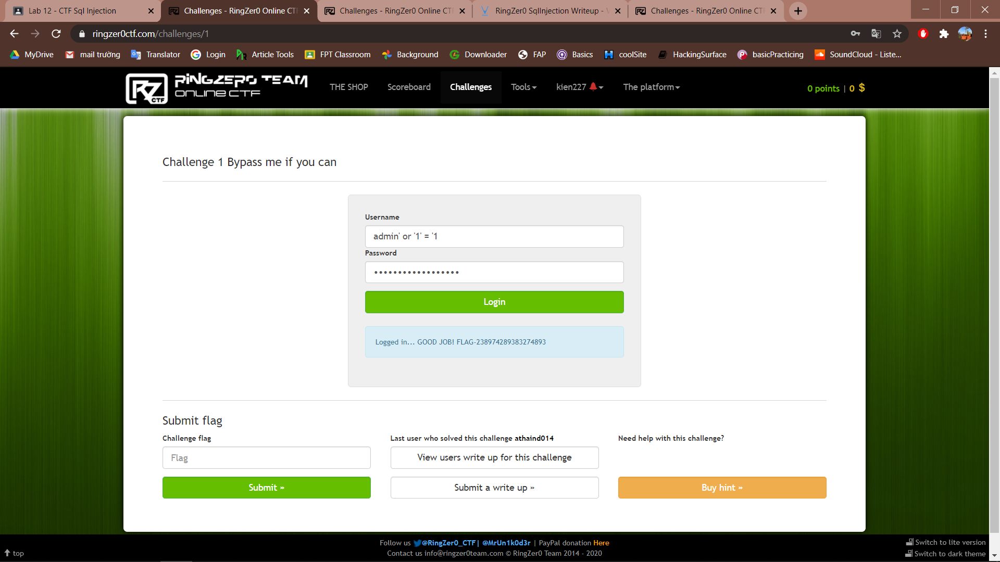 Lab 12 - CTF Sql Injection
Challenges - RingZer0 Online CT
Challenges - RingZer0 Online CT
RingZer0 SqlInjection Writeup -
Challenges - RingZer0 Online CT
ringzer0ctf.com/challenges/1
MyDrive
mail trường
Translator
Login
Article Tools
FPT Classroom
Background
Downloader
FAP
Basics
coolSite
HackingSurface
basicPracticing
SoundCloud - Liste...
RZ CTF
RINGZER0 TEAM
ONLINE CTF
THE SHOP
Scoreboard
Challenges
Tools
kien227
The platform
0 points | 0 $
Challenge 1 Bypass me if you can
Username
admin' or '1' = '1
Password
••••••••••••••••••
Login
Logged in... GOOD JOB! FLAG-238974289383274893
Submit flag
Challenge flag
Flag
Submit »
Last user who solved this challenge athaind014
View users write up for this challenge
Submit a write up »
Need help with this challenge?
Buy hint »
Follow us @RingZer0_CTF | @MrUn1k0d3r | PayPal donation Here
Contact us info@ringzer0team.com © RingZer0 Team 2014 - 2020
top
Switch to lite version
Switch to dark theme